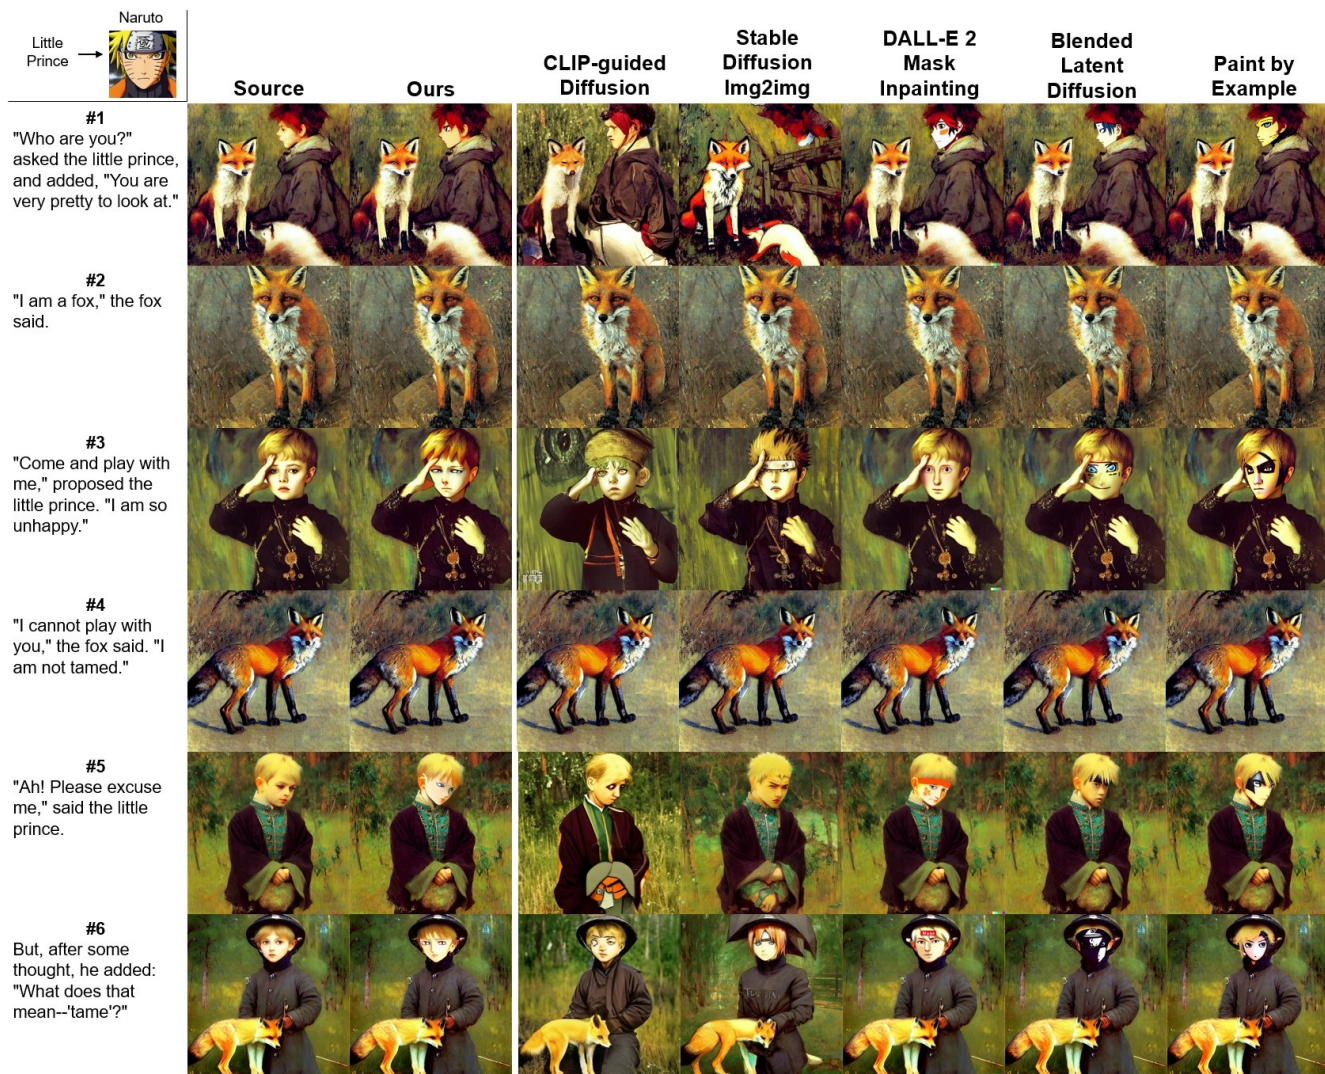 Naruto
Little
Prince
Source
Ours
CLIP-guided
Diffusion
Stable
Diffusion
Img2img
DALL-E 2
Mask
Inpainting
Blended
Latent
Diffusion
Paint by
Example
#1
"Who are you?"
asked the little prince,
and added, "You are
very pretty to look at."
#2
"I am a fox," the fox
said.
#3
"Come and play with
me," proposed the
little prince. "I am so
unhappy."
#4
"I cannot play with
you," the fox said. "I
am not tamed."
#5
"Ah! Please excuse
me," said the little
prince.
#6
But, after some
thought, he added:
"What does that
mean--'tame'?"